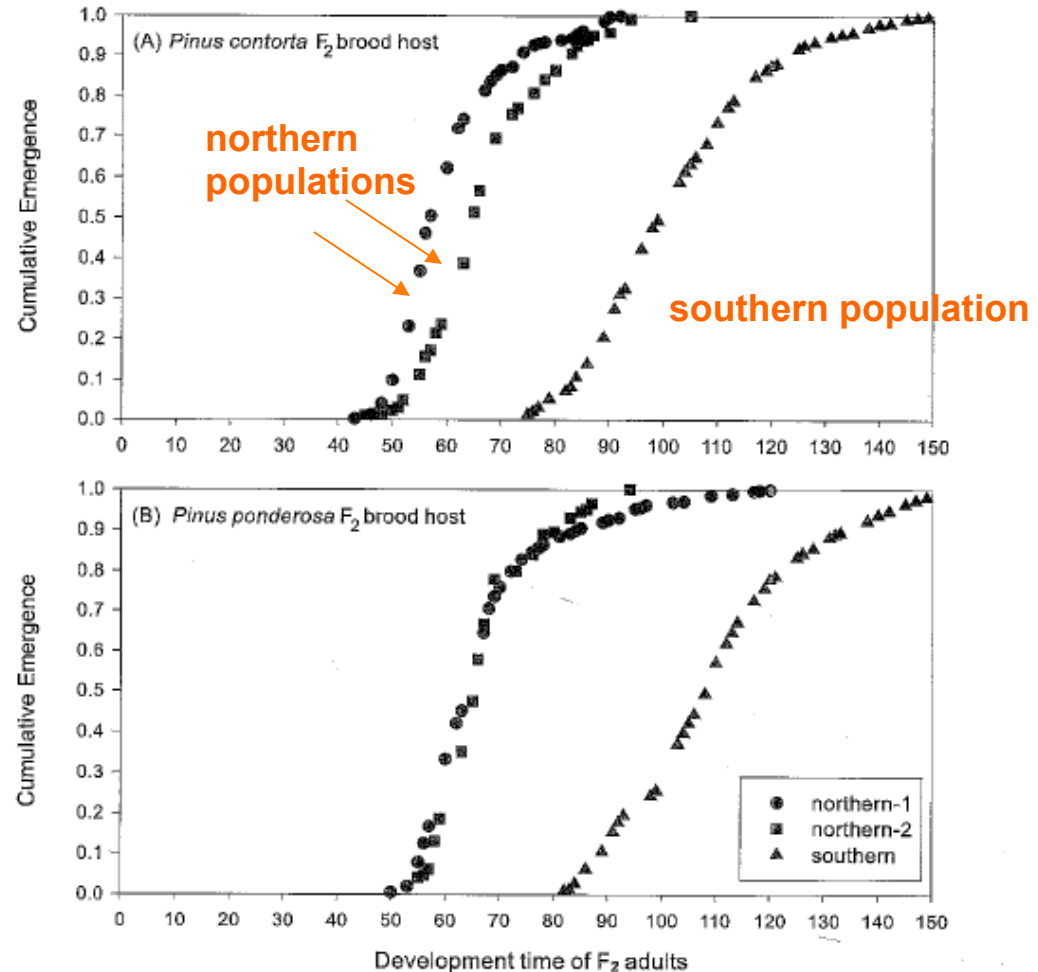 1.0
(A) Pinus contorta F₂ brood host
0.9
0.8
0.7
northern
populations
0.6
0.5
0.4
0.3
southern population
0.2
0.1
0.0
Cumulative Emergence
0 10 20 30 40 50 60 70 80 90 100 110 120 130 140 150
1.0
(B) Pinus ponderosa F₂ brood host
0.9
0.8
0.7
0.6
0.5
0.4
0.3
0.2
0.1
0.0
Cumulative Emergence
northern-1
northern-2
southern
0 10 20 30 40 50 60 70 80 90 100 110 120 130 140 150
Development time of F₂ adults